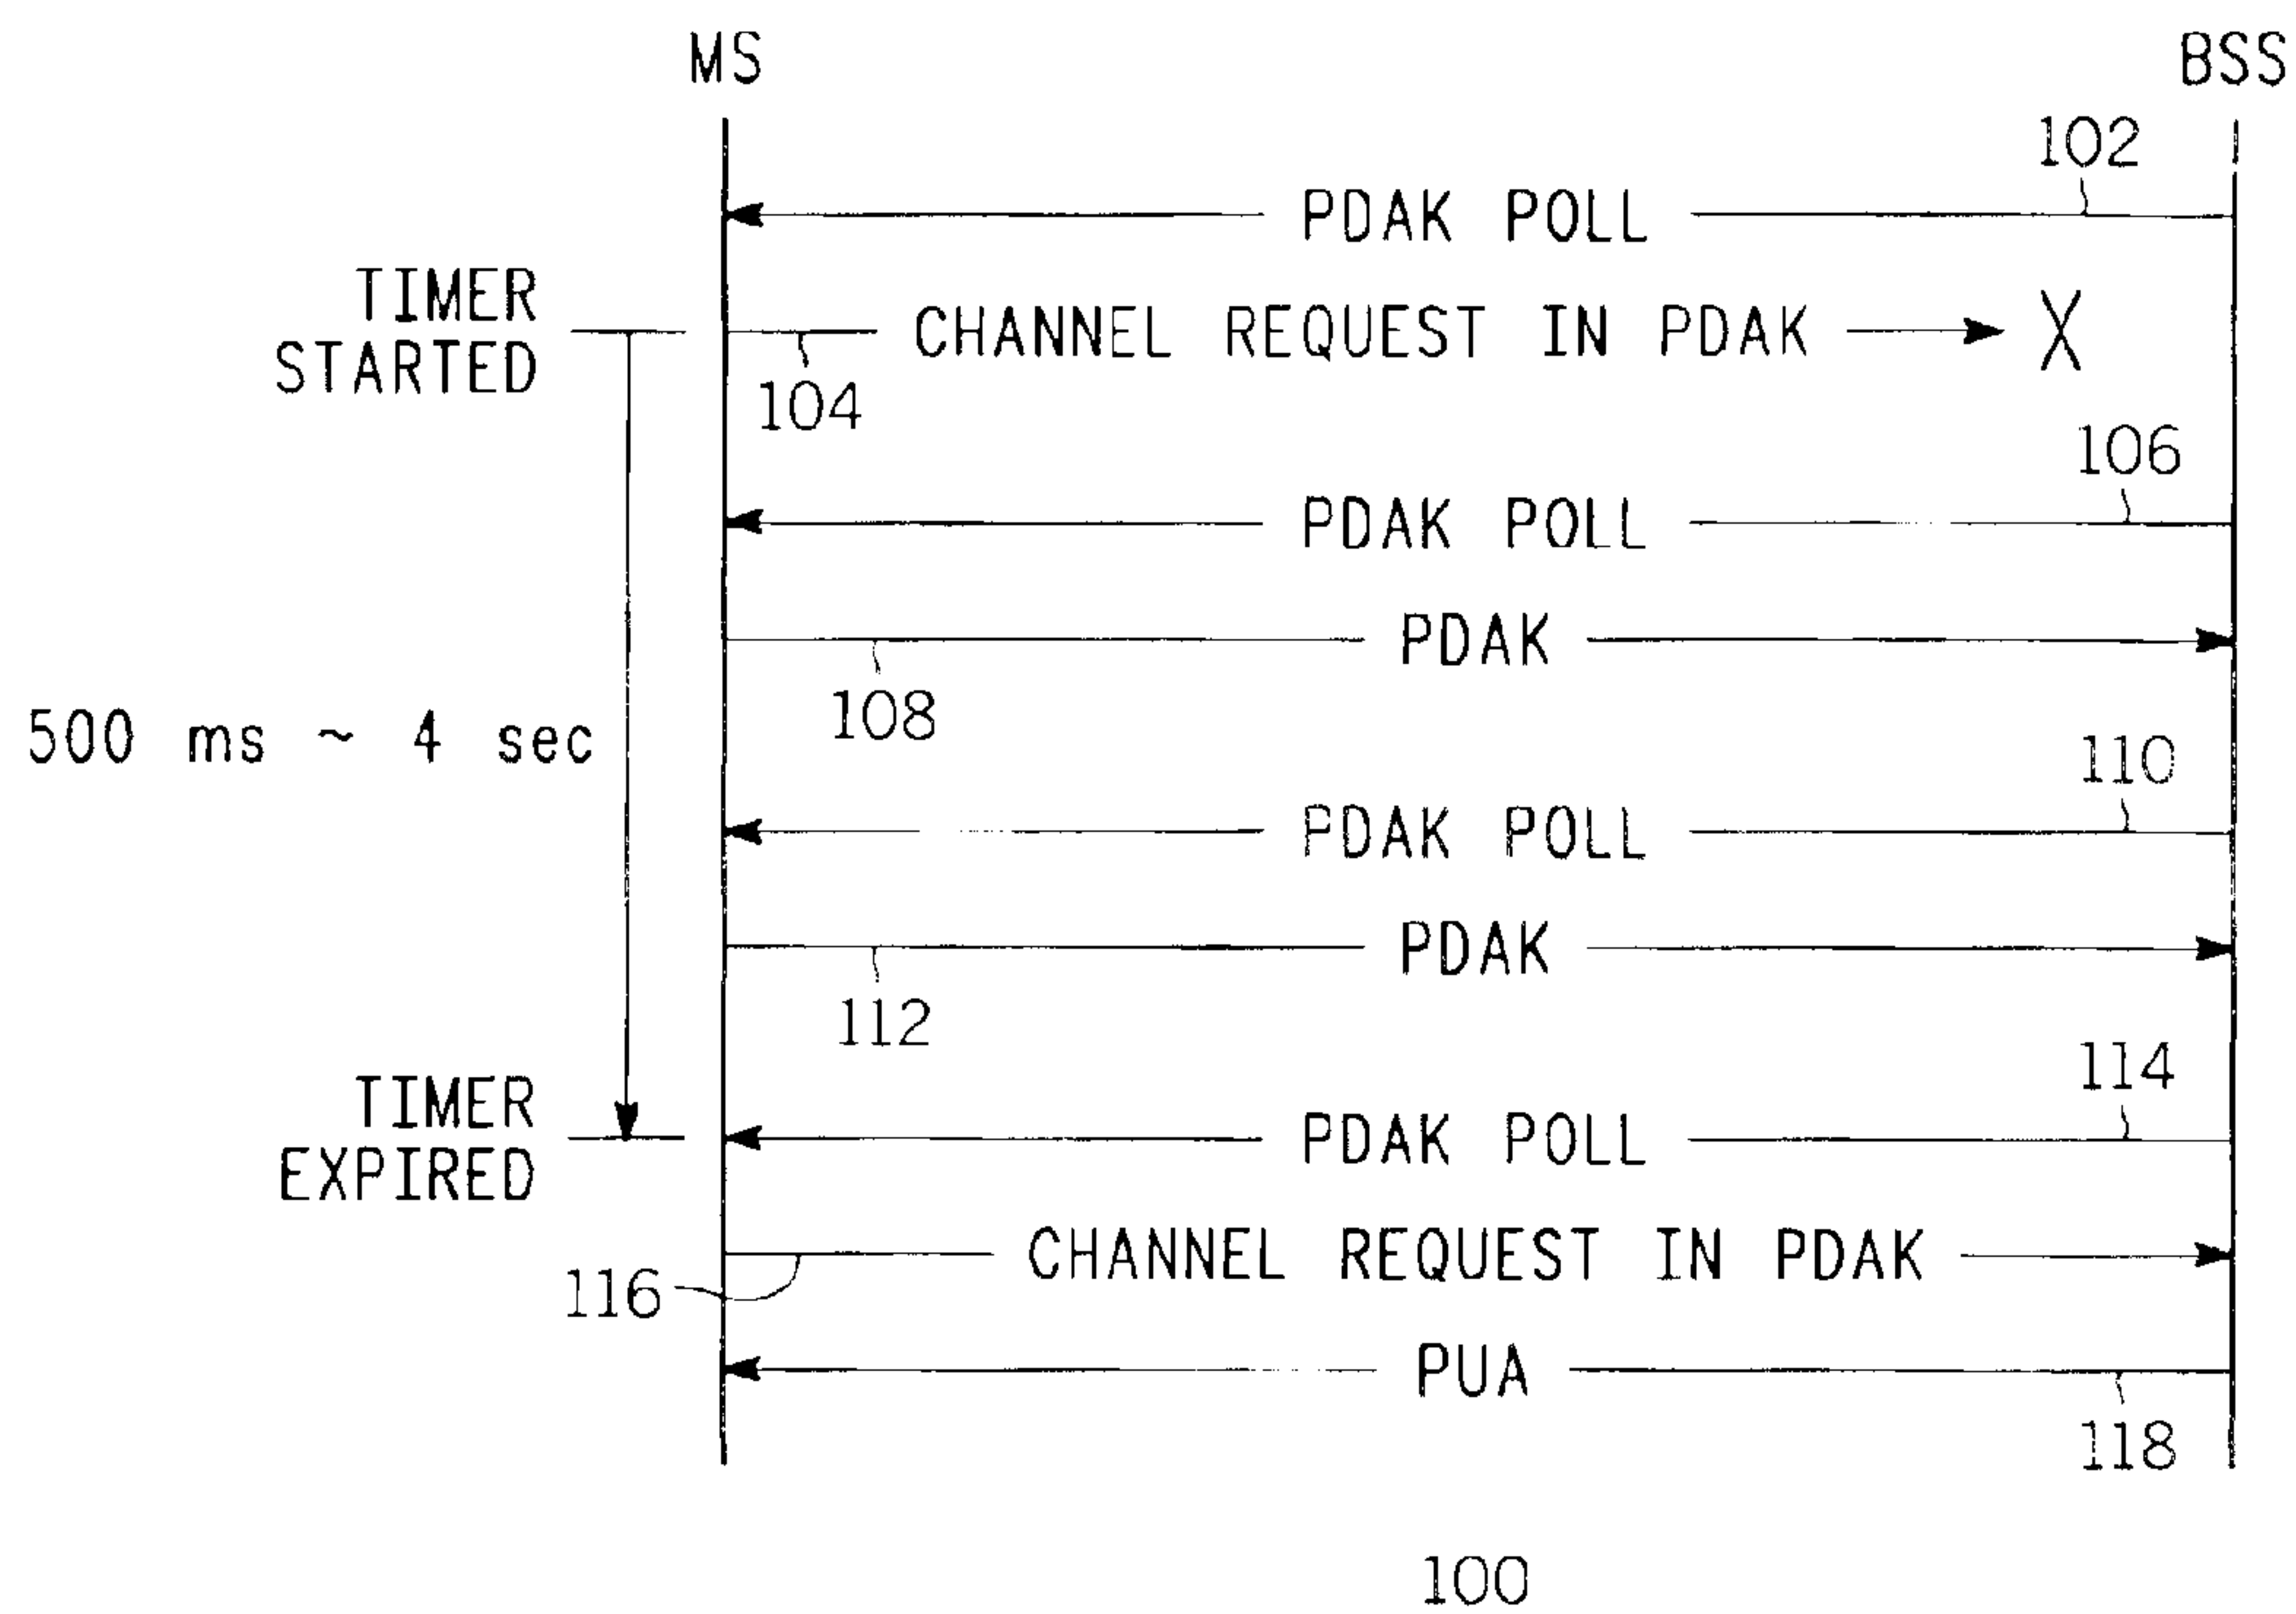 MS
BSS
102
PDAK POLL
TIMER
STARTED
CHANNEL REQUEST IN PDAK
X
104
106
PDAK POLL
PDAK
108
500 ms ~ 4 sec
110
PDAK POLL
PDAK
112
114
TIMER
EXPIRED
PDAK POLL
CHANNEL REQUEST IN PDAK
116
PUA
118
100